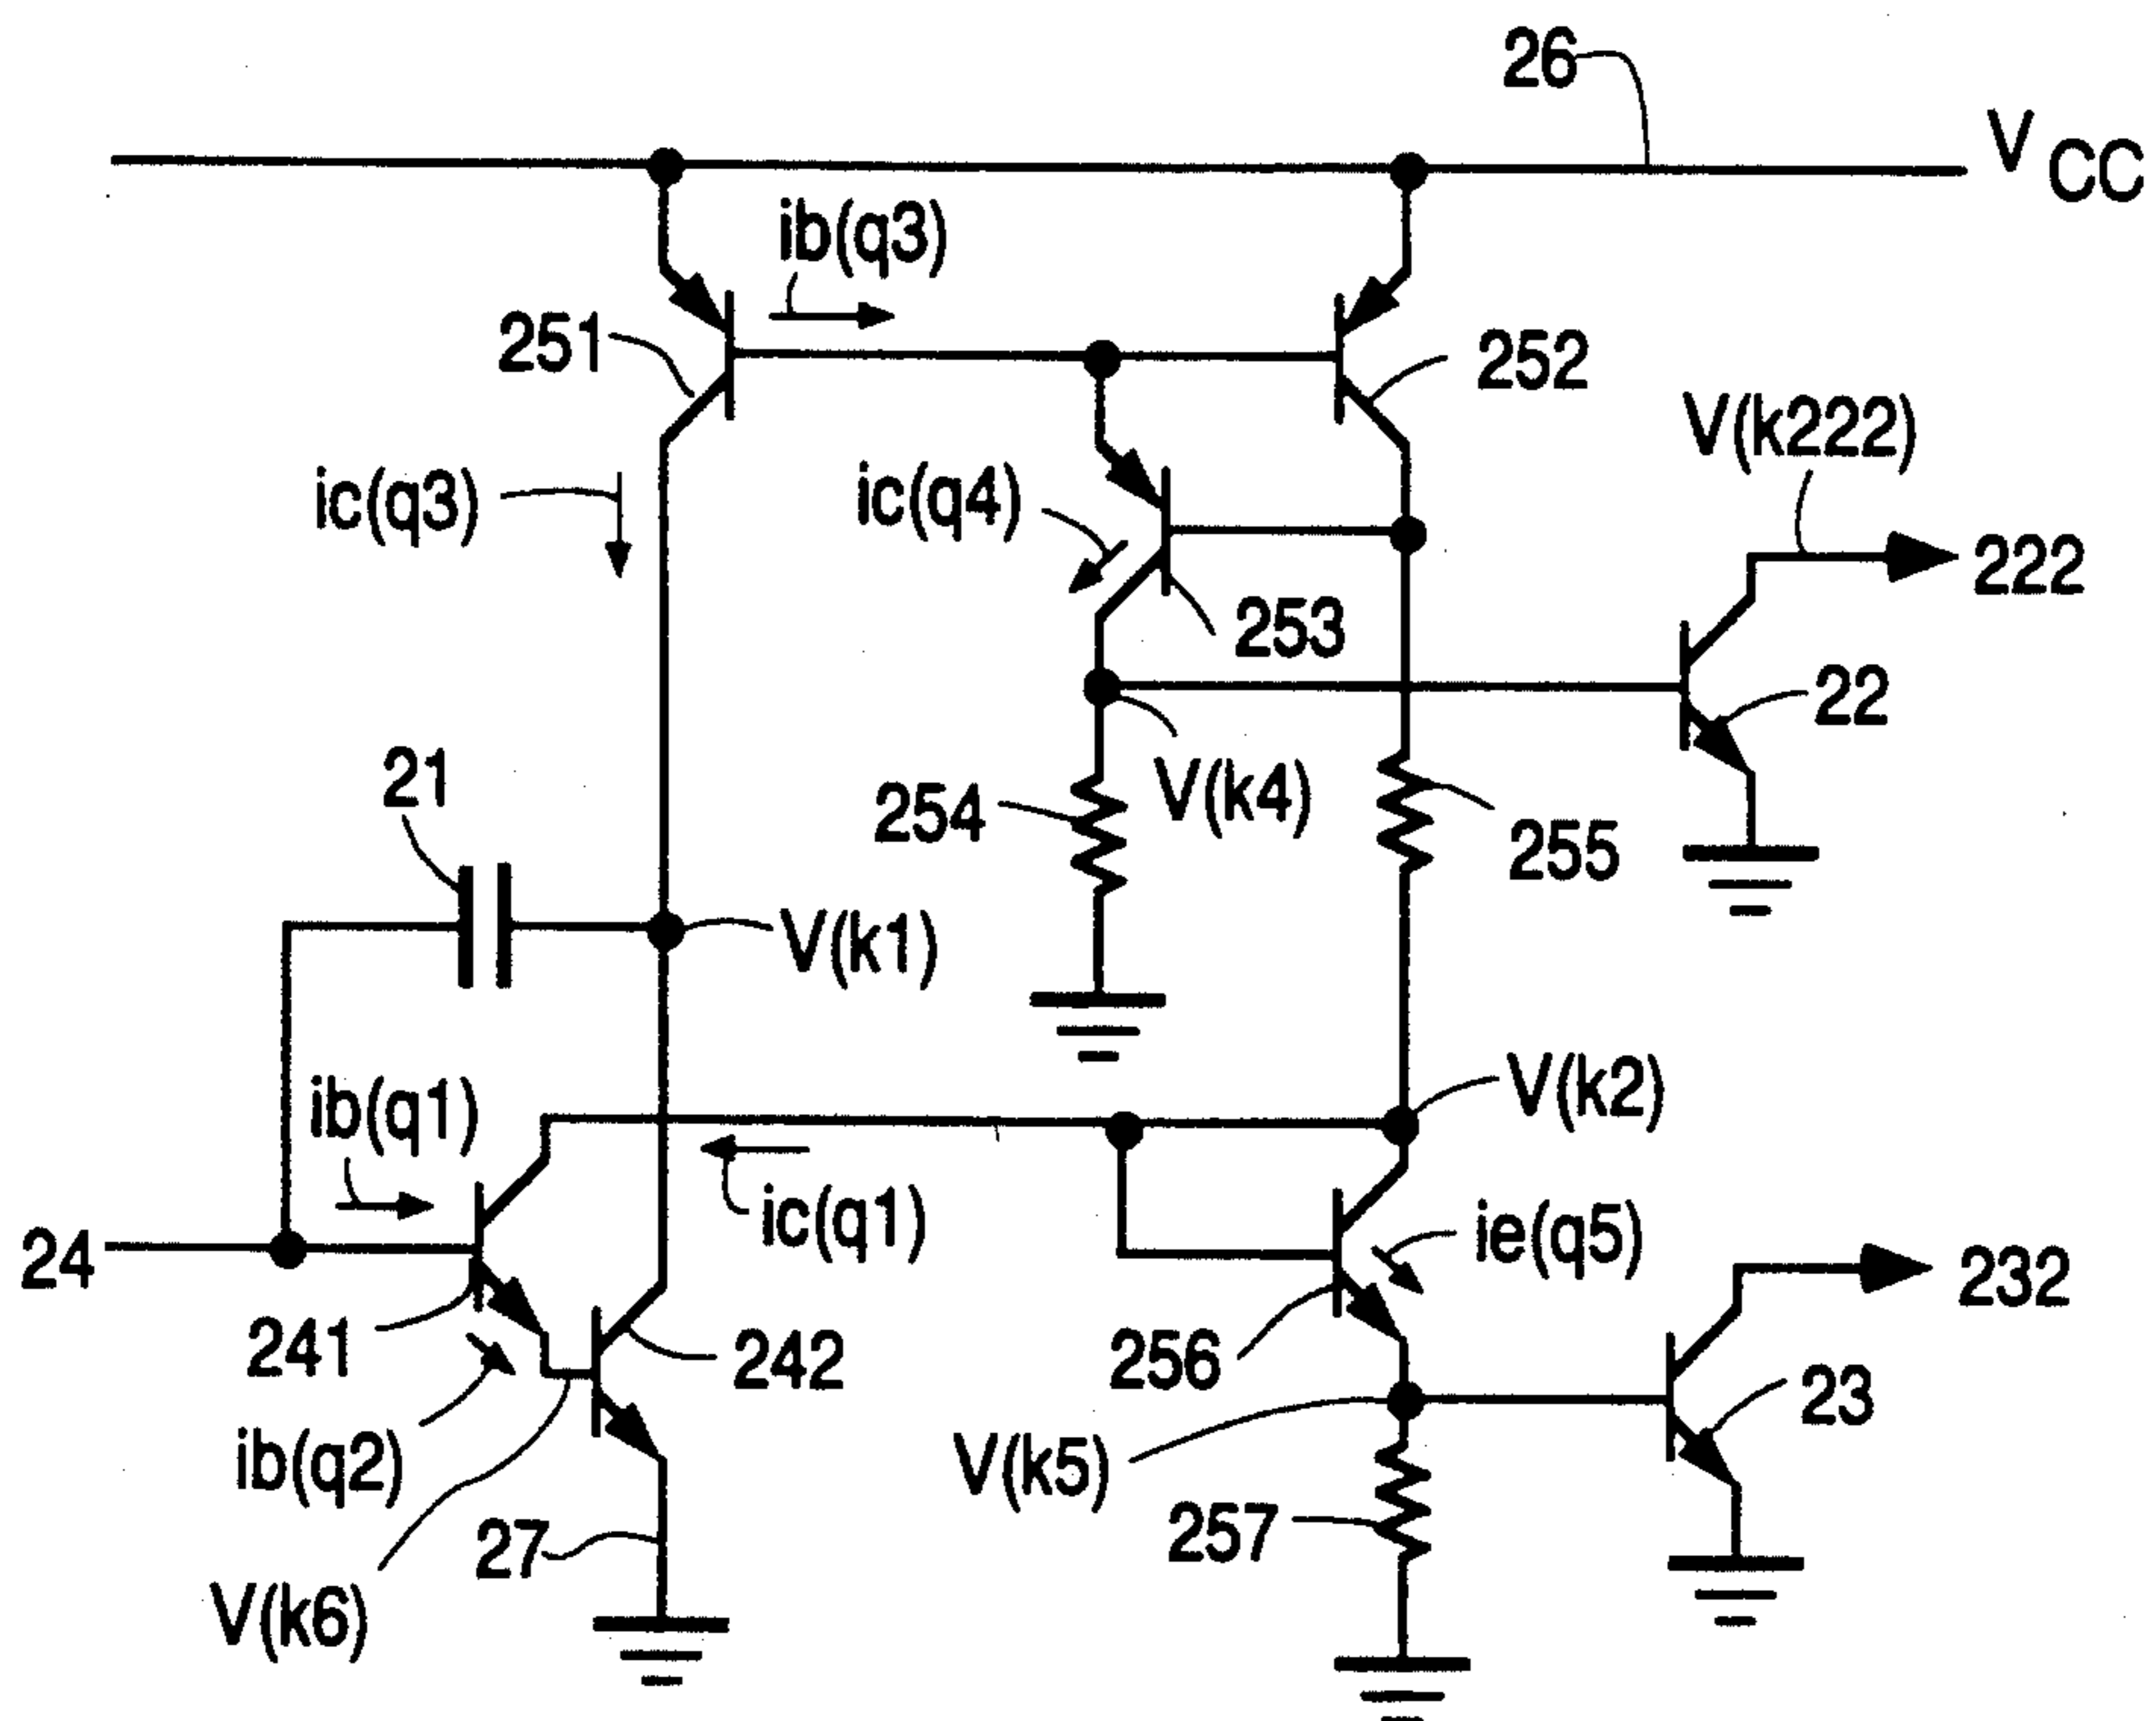 26
VCC
ib(q3)
251
252
V(k222)
ic(q3)
ic(q4)
222
253
22
21
V(k4)
254
255
V(k1)
ib(q1)
V(k2)
ic(q1)
ie(q5)
24
232
241
242
256
23
ib(q2)
V(k5)
27
257
V(k6)